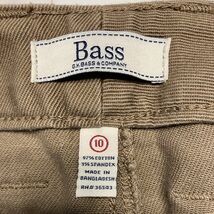 Bass
G.H. BASS & COMPANY
10
97% COTTON
3% SPANDEX
MADE IN
BANGLADESH
RN# 36503